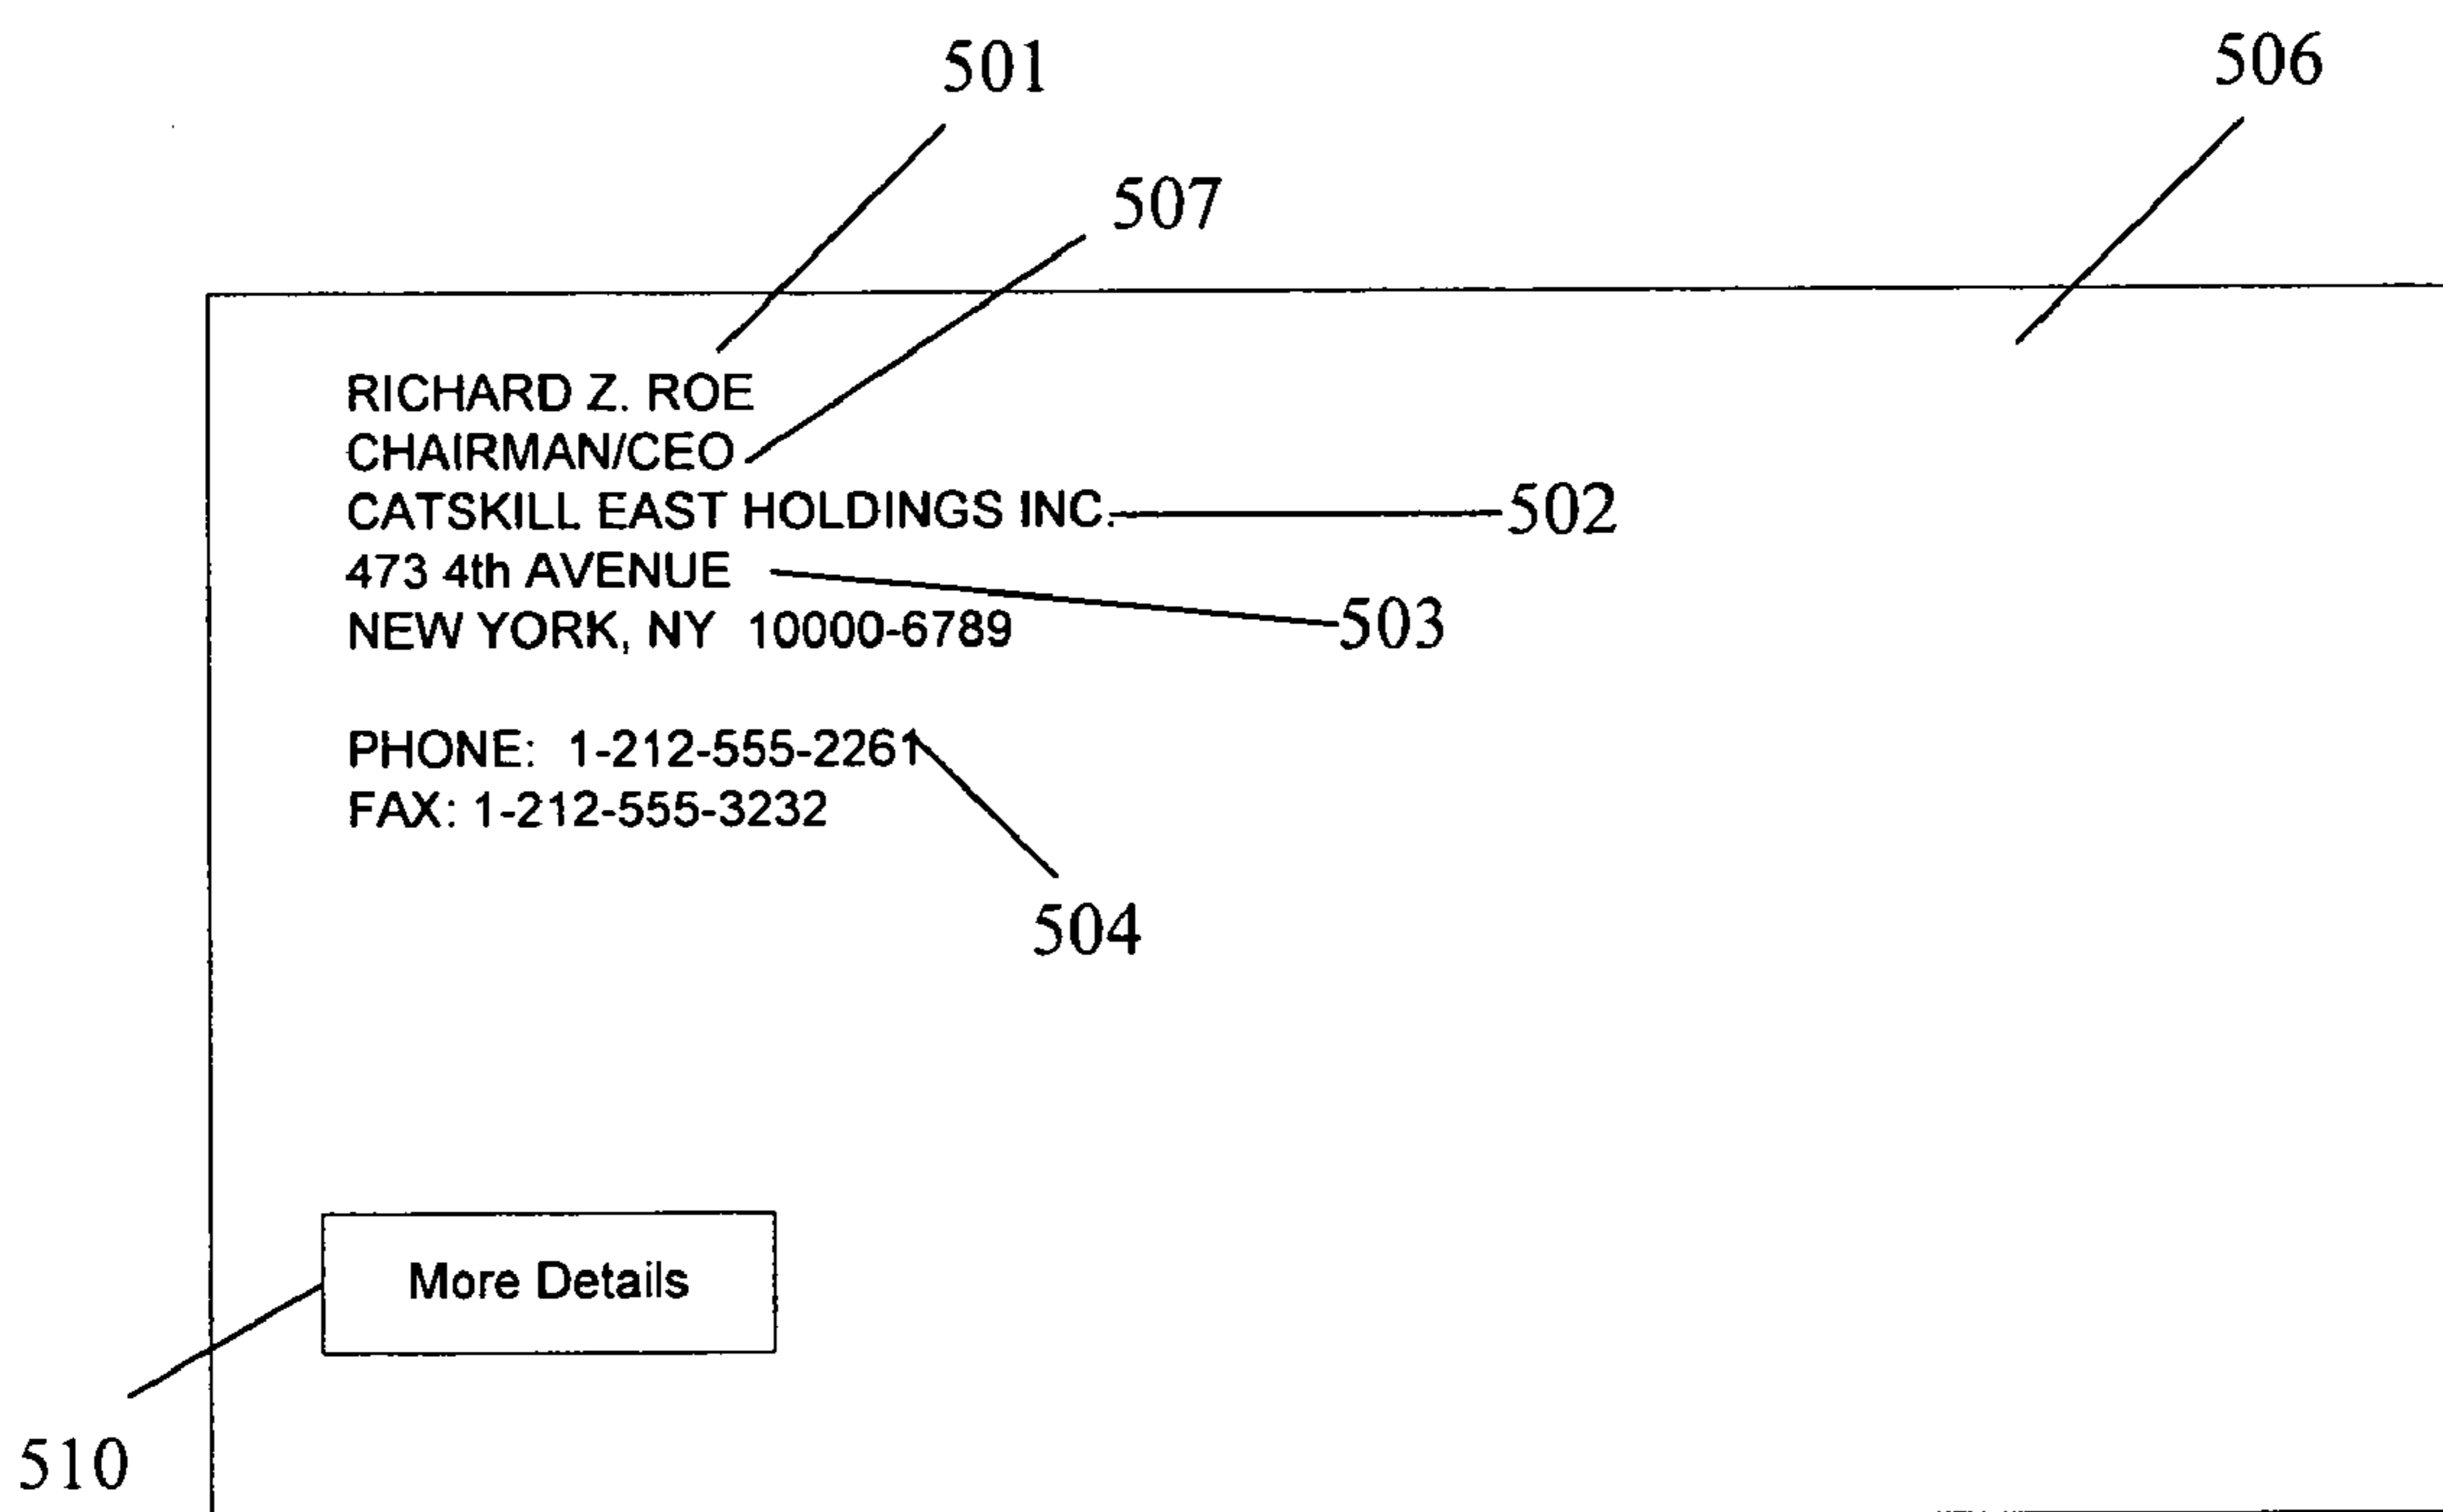 501
506
507
RICHARD Z. ROE
CHAIRMAN/CEO
CATSKILL EAST HOLDINGS INC. 502
473 4th AVENUE
503
NEW YORK, NY 10000-6789
PHONE: 1-212-555-2261
FAX: 1-212-555-3232
504
More Details
510